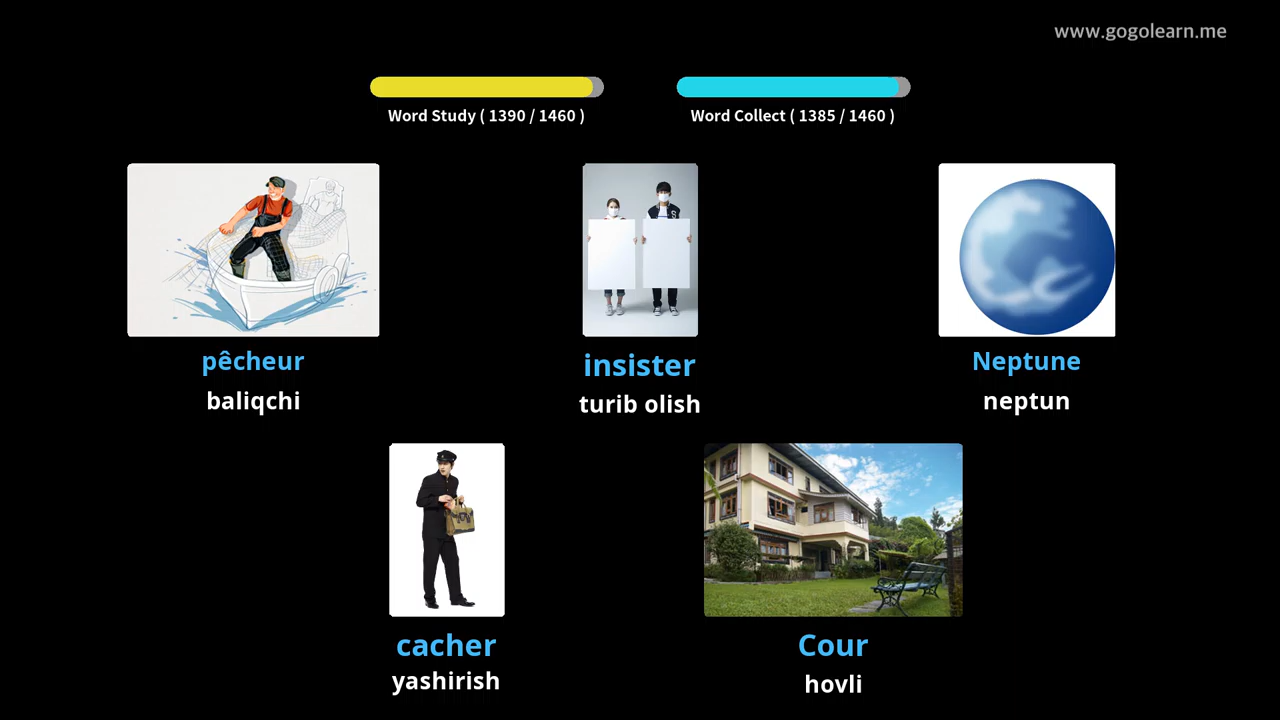 www.gogolearn.me
Word Study ( 1390 / 1460 )
Word Collect ( 1385 / 1460 )
pêcheur
baliqchi
insister
turib olish
Neptune
neptun
cacher
yashirish
Cour
hovli